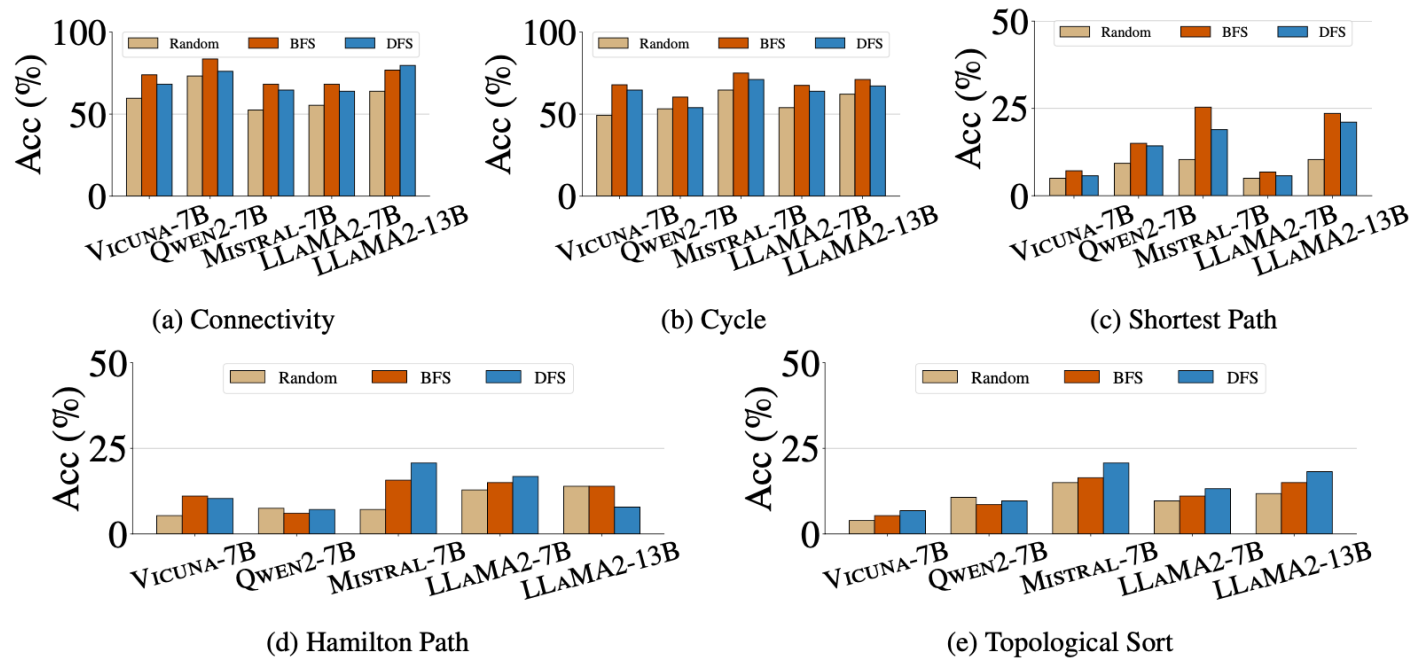 Acc (%)
100
50
0
Random BFS DFS
VICUNA-7B
QWEN2-7B
MISTRAL-7B
LLAMA2-7B
LLAMA2-13B
(a) Connectivity
Acc (%)
100
50
0
Random BFS DFS
VICUNA-7B
QWEN2-7B
MISTRAL-7B
LLAMA2-7B
LLAMA2-13B
(b) Cycle
Acc (%)
50
25
0
Random BFS DFS
VICUNA-7B
QWEN2-7B
MISTRAL-7B
LLAMA2-7B
LLAMA2-13B
(c) Shortest Path
Acc (%)
50
25
0
Random BFS DFS
VICUNA-7B
QWEN2-7B
MISTRAL-7B
LLAMA2-7B
LLAMA2-13B
(d) Hamilton Path
Acc (%)
50
25
0
Random BFS DFS
VICUNA-7B
QWEN2-7B
MISTRAL-7B
LLAMA2-7B
LLAMA2-13B
(e) Topological Sort